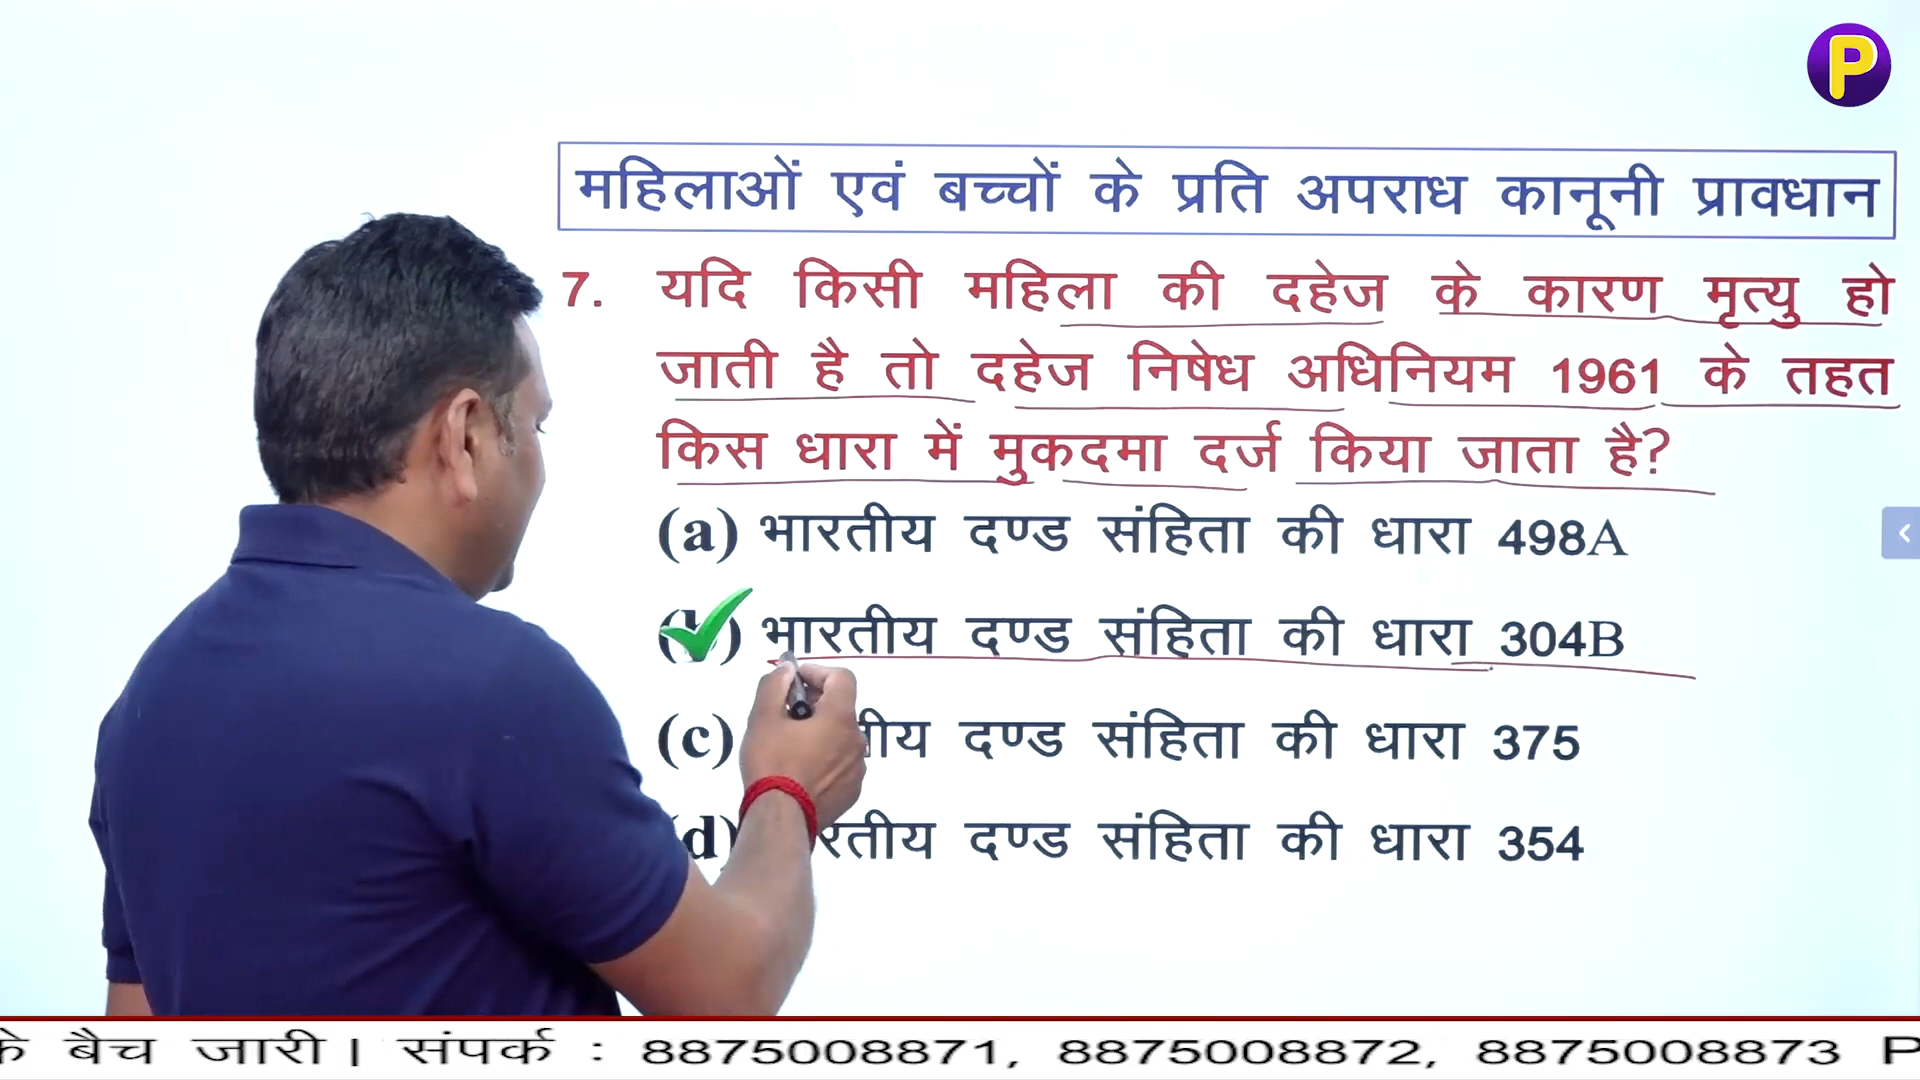 P
महिलाओं एवं बच्चों के प्रति अपराध कानूनी प्रावधान
7. यदि किसी महिला की दहेज के कारण मृत्यु हो
जाती है तो दहेज निषेध अधिनियम 1961 के तहत
किस धारा में मुकदमा दर्ज किया जाता है?
(a) भारतीय दण्ड संहिता की धारा 498A
भारतीय दण्ड संहिता की धारा 304B
(c) दण्ड संहिता की धारा 375
(d) दण्ड संहिता की धारा 354
के बैच जारी। संपर्क : 8875008871, 8875008872, 8875008873 P